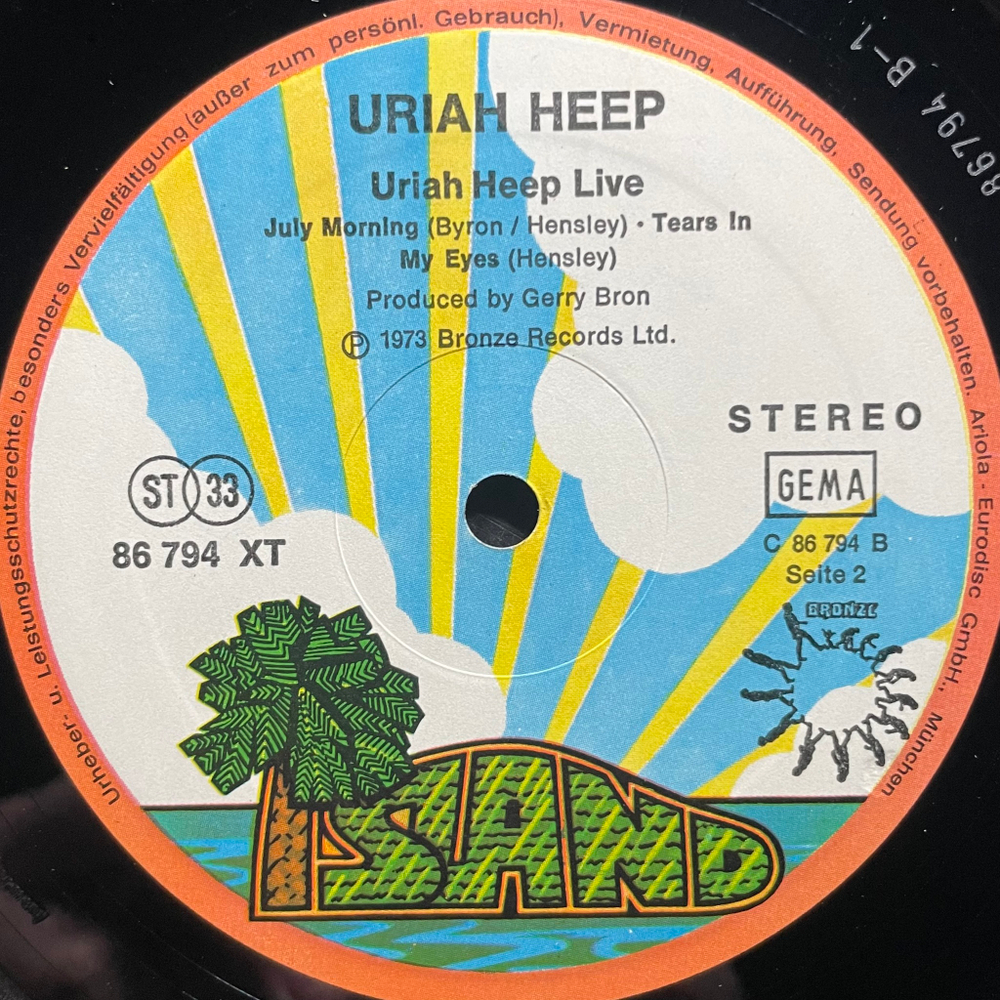 Urheber- u. Leistungsschutzrechte, besonders Vervielfältigung (außer zum persönl. Gebrauch), Vermietung, Aufführung, Sendung vorbehalten. Ariola - Eurodisc GmbH., München
86794 B-1
URIAH HEEP
Uriah Heep Live
July Morning (Byron / Hensley) • Tears In
My Eyes (Hensley)
Produced by Gerry Bron
Ⓟ 1973 Bronze Records Ltd.
STEREO
ST 33
GEMA
86 794 XT
C 86 794 B
Seite 2
BRONZE
ISLAND